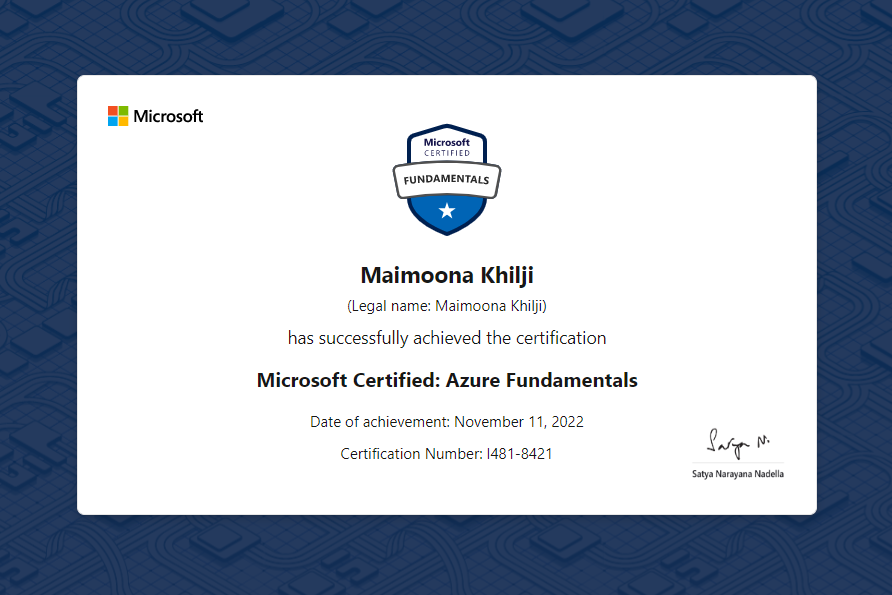 Microsoft
Microsoft
CERTIFIED
FUNDAMENTALS
Maimoona Khilji
(Legal name: Maimoona Khilji)
has successfully achieved the certification
Microsoft Certified: Azure Fundamentals
Date of achievement: November 11, 2022
Certification Number: I481-8421
Satya N.
Satya Narayana Nadella